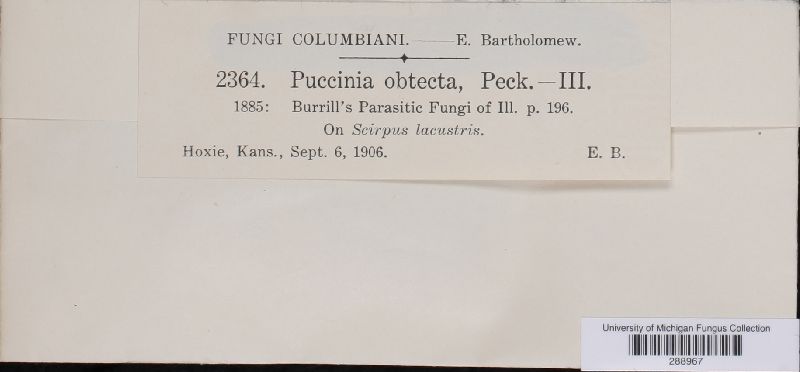 FUNGI COLUMBIANI. — E. Bartholomew.
2364. Puccinia obtecta, Peck. — III.
1885: Burrill's Parasitic Fungi of Ill. p. 196.
On Scirpus lacustris.
Hoxie, Kans., Sept. 6, 1906. E. B.
University of Michigan Fungus Collection
288967